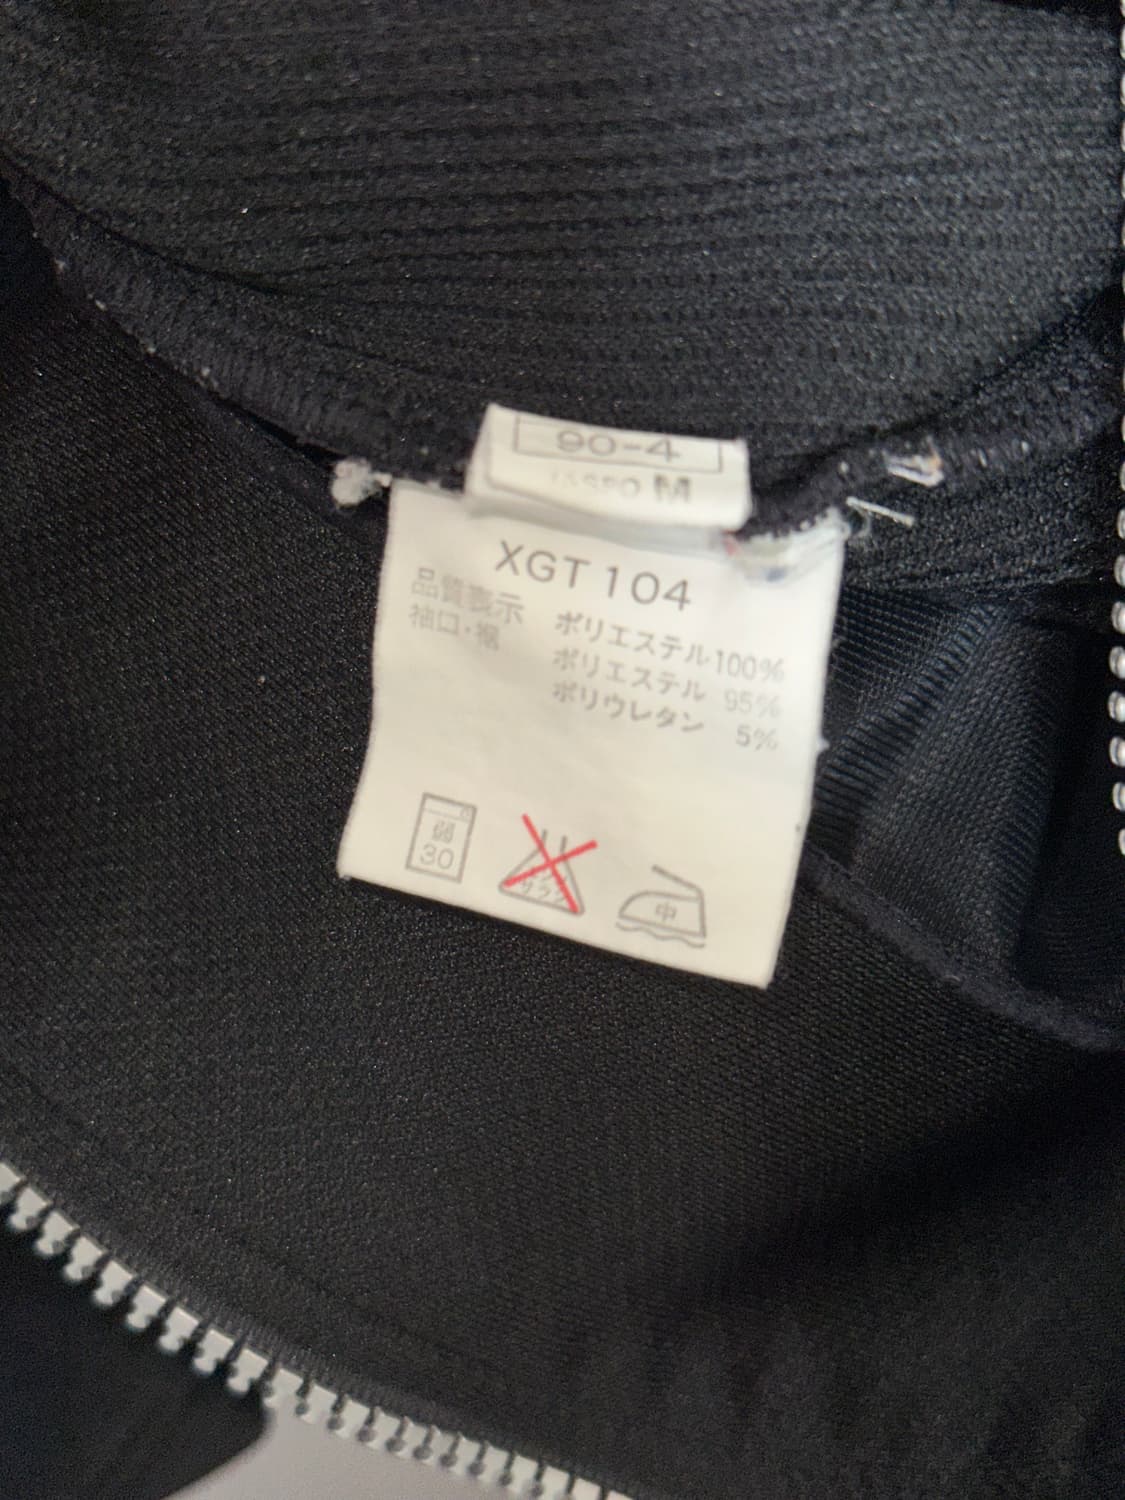 90-4
JASPO M
XGT 104
品質表示 ポリエステル100%
袖口・裾 ポリエステル 95%
ポリウレタン 5%
弱
30
中